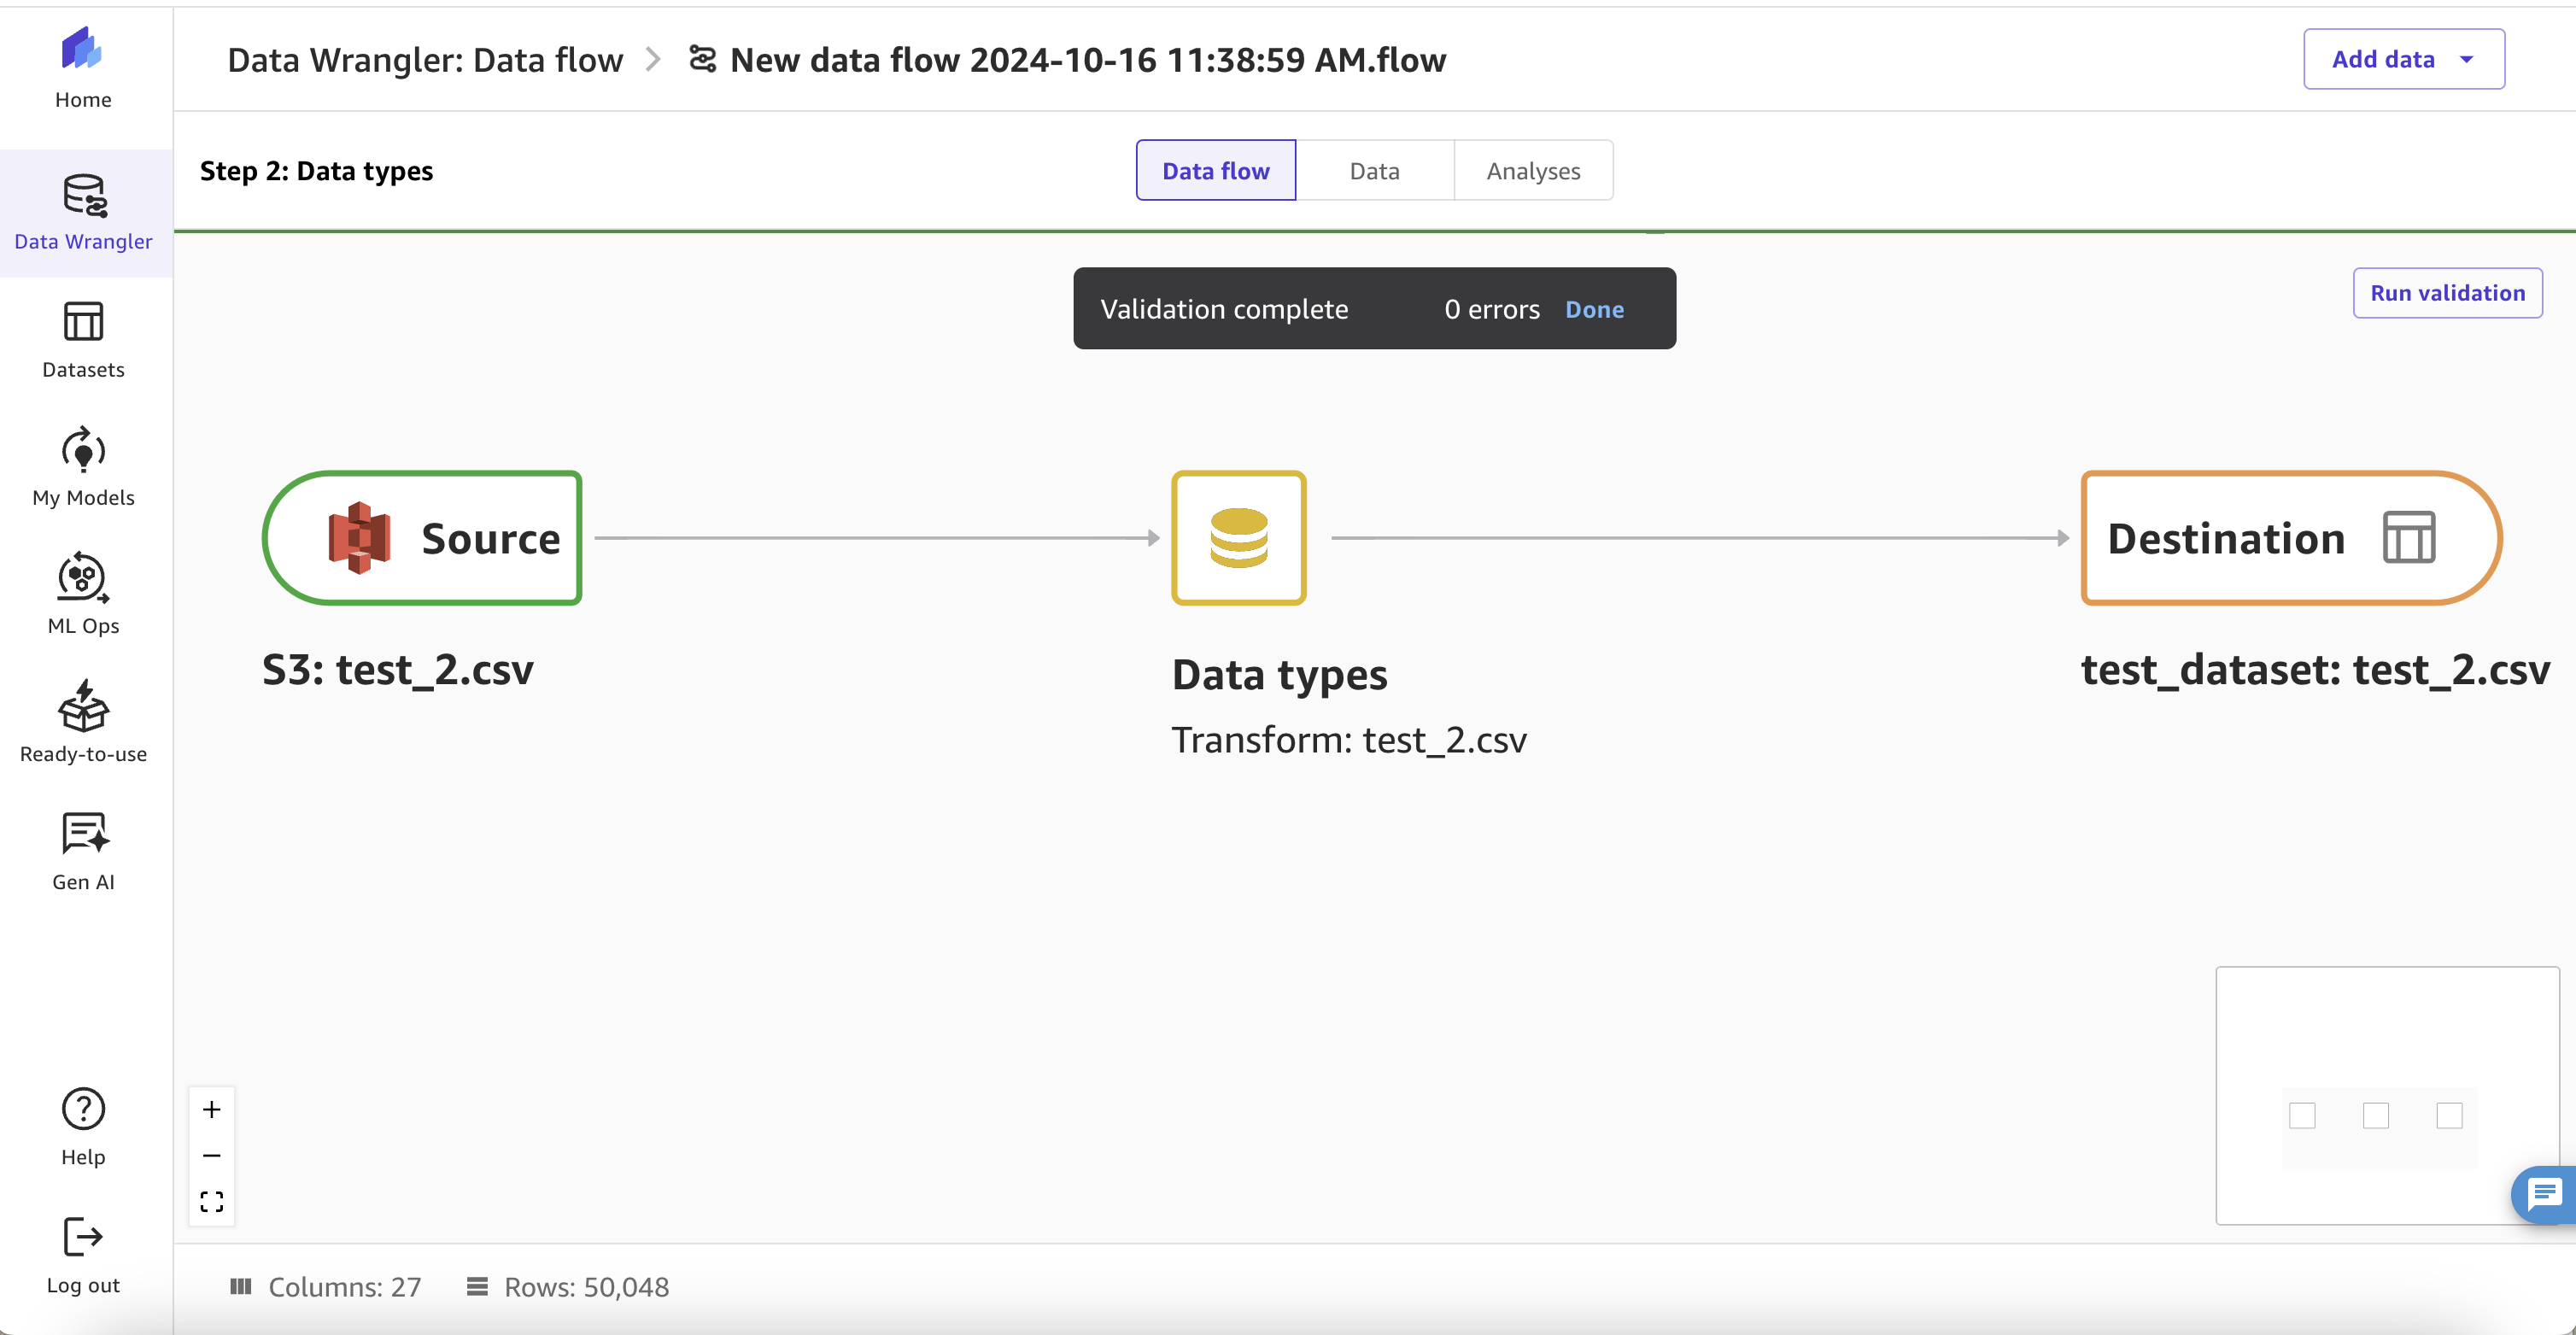 Home
Data Wrangler: Data flow
New data flow 2024-10-16 11:38:59 AM.flow
Add data
Step 2: Data types
Data flow
Data
Analyses
Data Wrangler
Validation complete
0 errors
Done
Run validation
Datasets
My Models
ML Ops
Ready-to-use
Gen AI
Help
Log out
Source
S3: test_2.csv
Data types
Transform: test_2.csv
Destination
test_dataset: test_2.csv
Columns: 27
Rows: 50,048